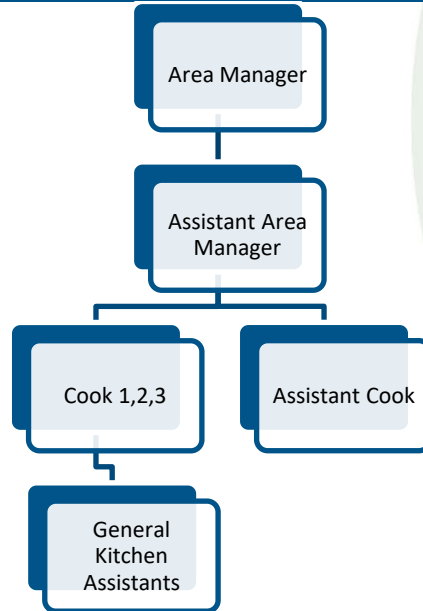 Area Manager
Assistant Area
Manager
Cook 1,2,3
Assistant Cook
General
Kitchen
Assistants